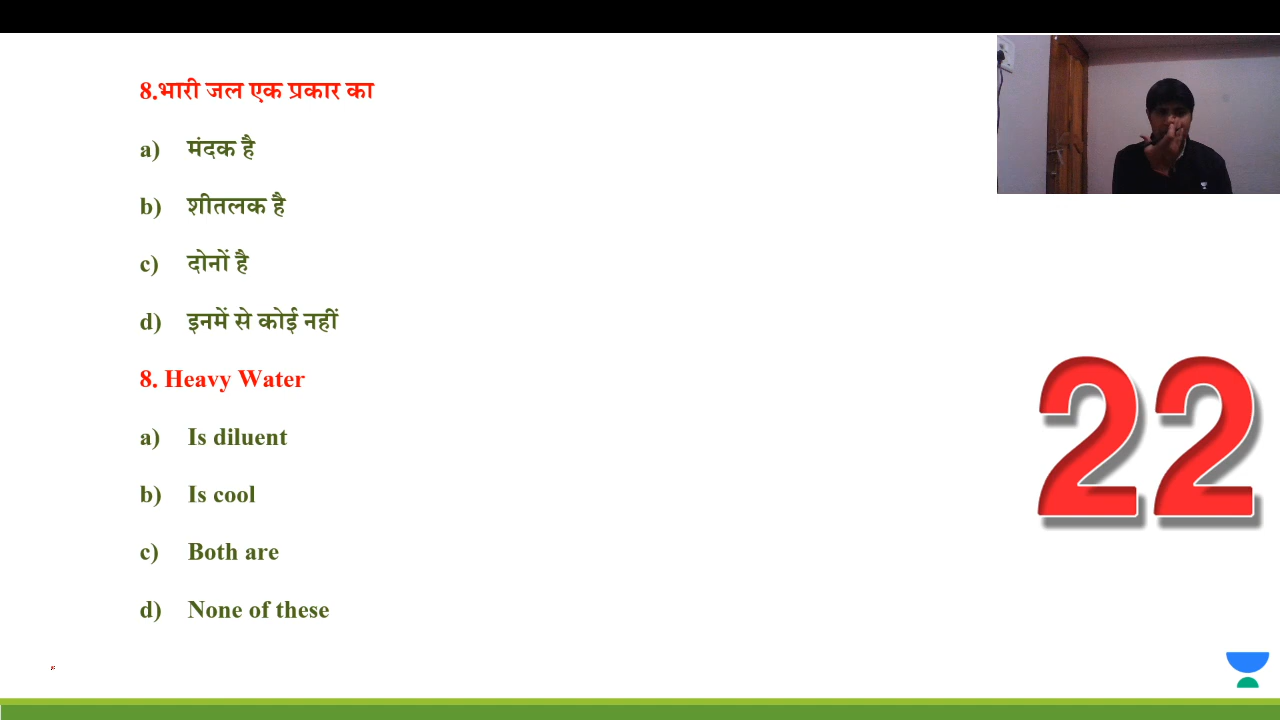 8.भारी जल एक प्रकार का
a) मंदक है
b) शीतलक है
c) दोनों है
d) इनमें से कोई नहीं
8. Heavy Water
a) Is diluent
b) Is cool
c) Both are
d) None of these
22